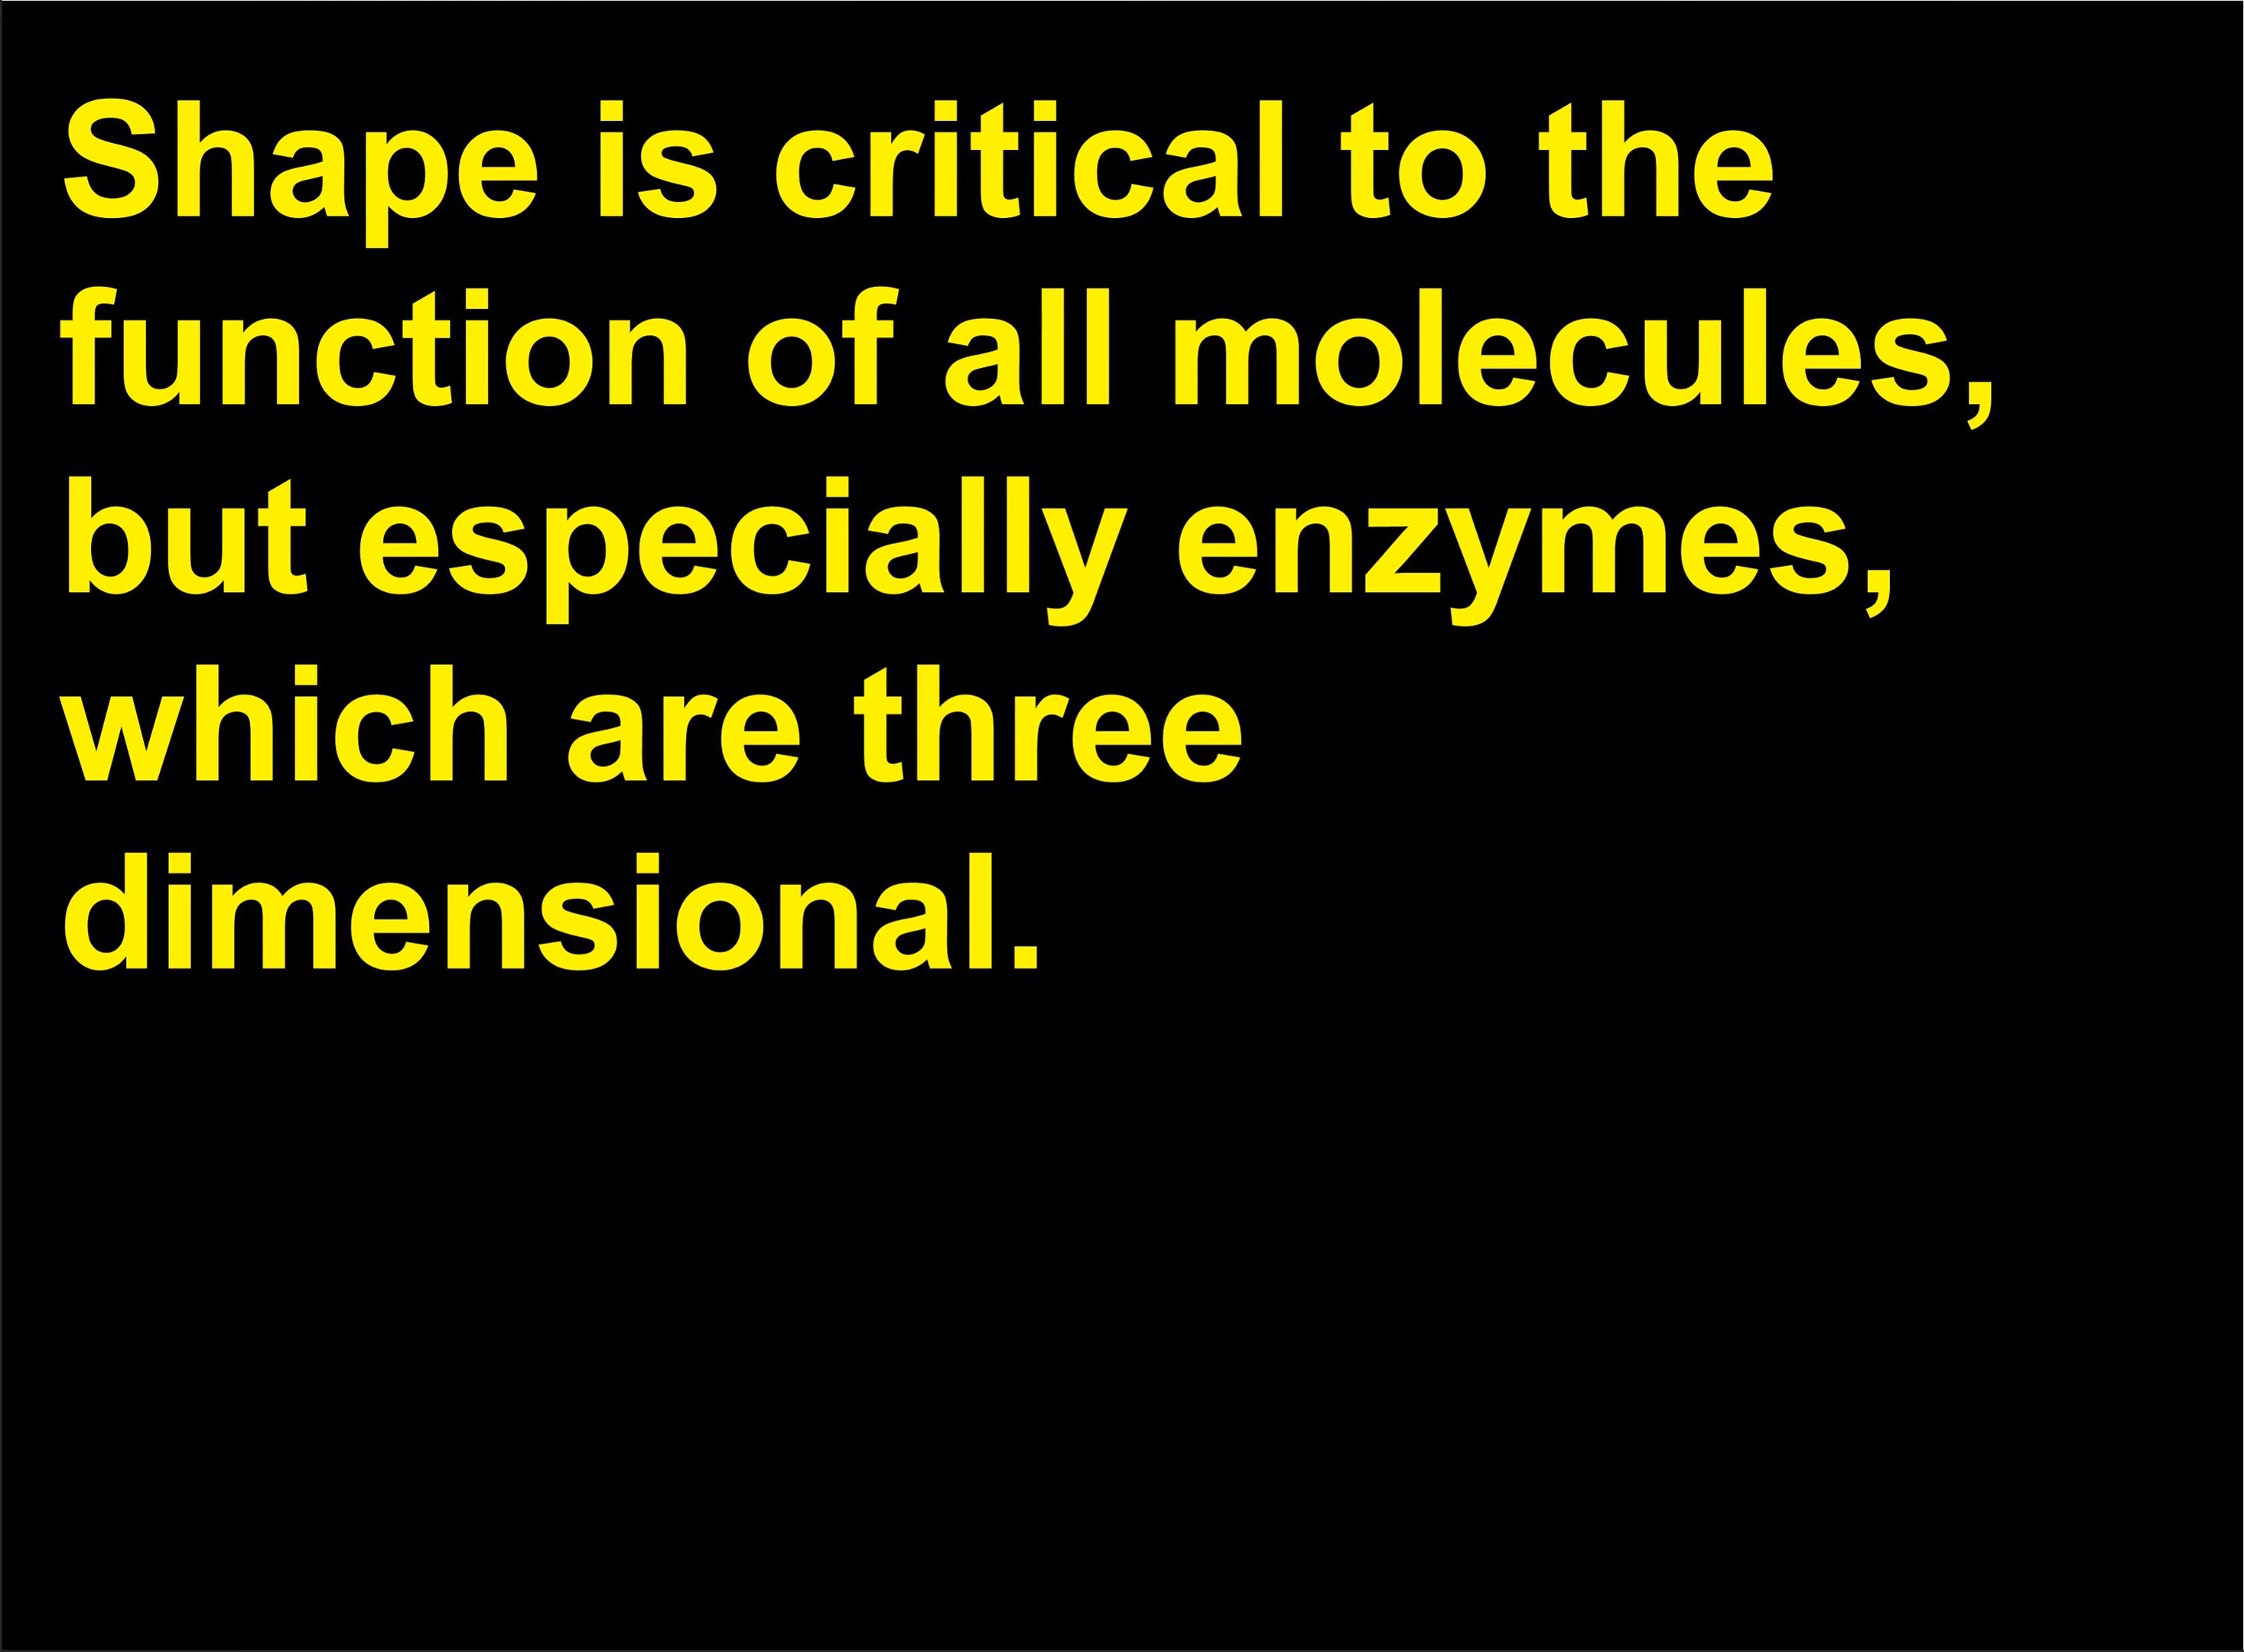 Shape is critical to the
function of all molecules,
but especially enzymes,
which are three
dimensional.